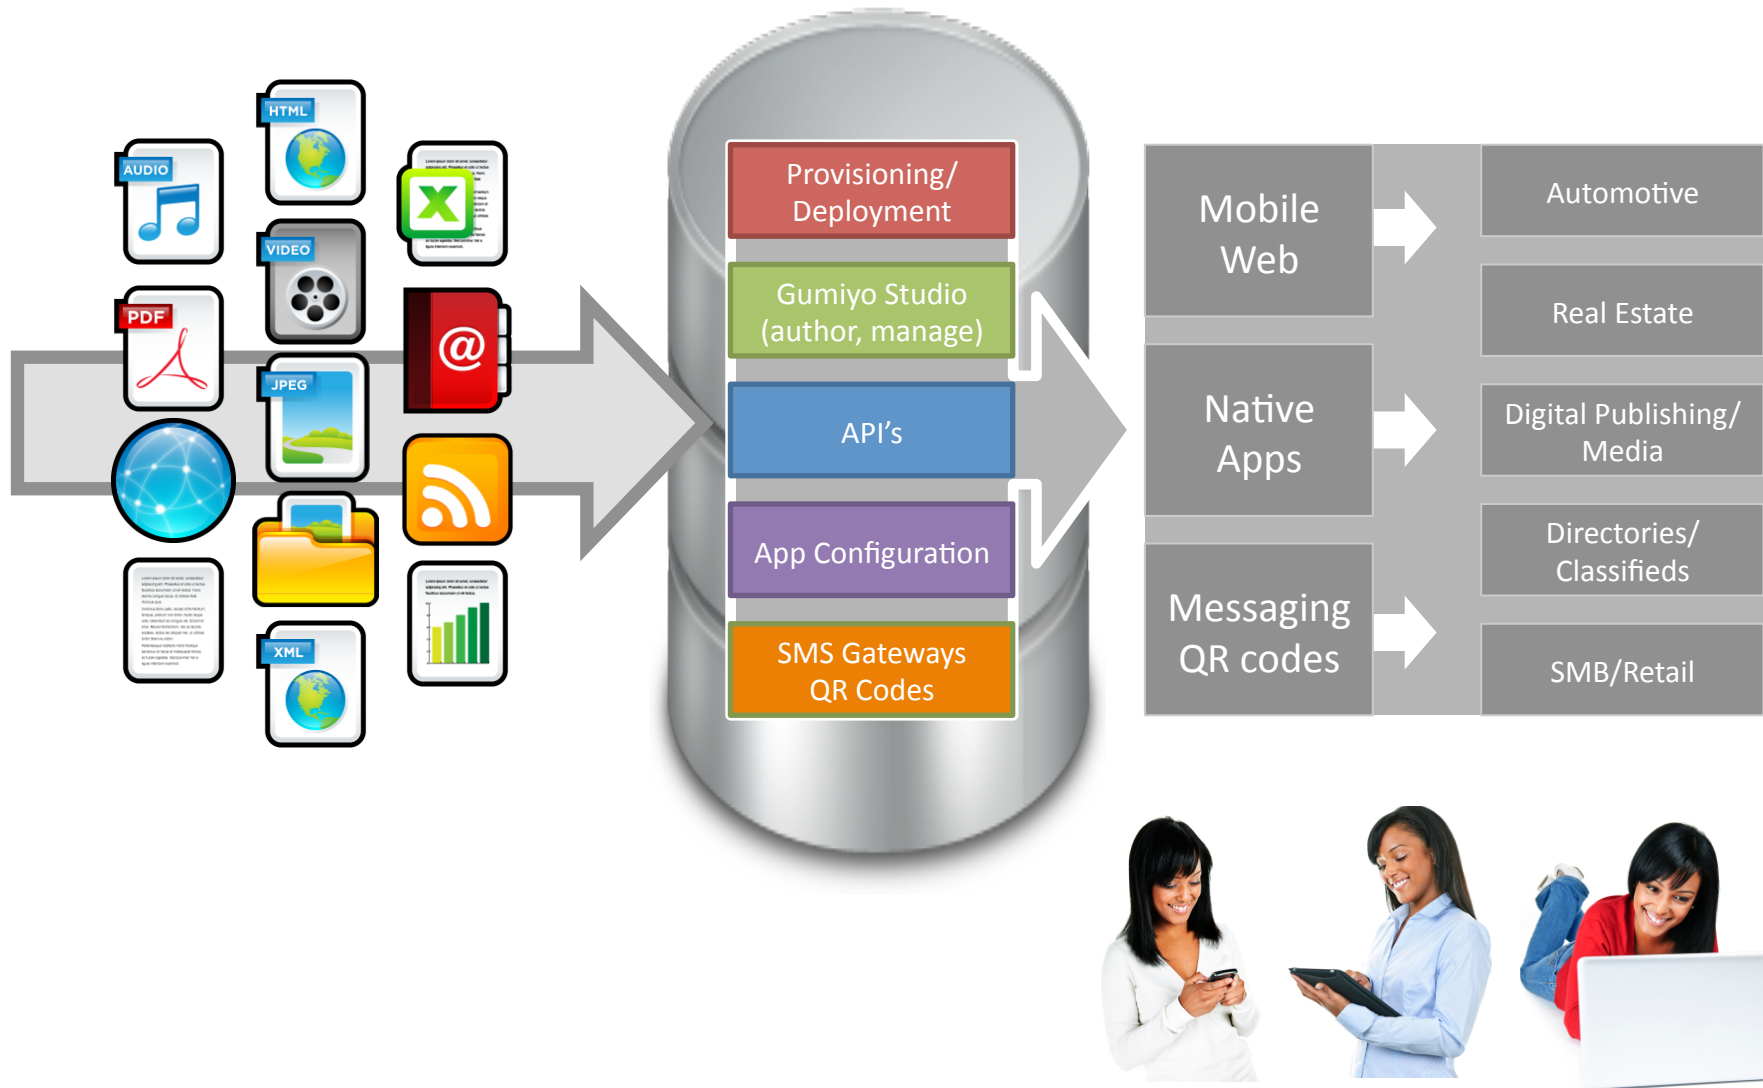 HTML
AUDIO
VIDEO
PDF
@
JPEG
XML
Provisioning/
Deployment
Gumiyo Studio
(author, manage)
API's
App Configuration
SMS Gateways
QR Codes
Mobile
Web
Native
Apps
Messaging
QR codes
Automotive
Real Estate
Digital Publishing/
Media
Directories/
Classifieds
SMB/Retail